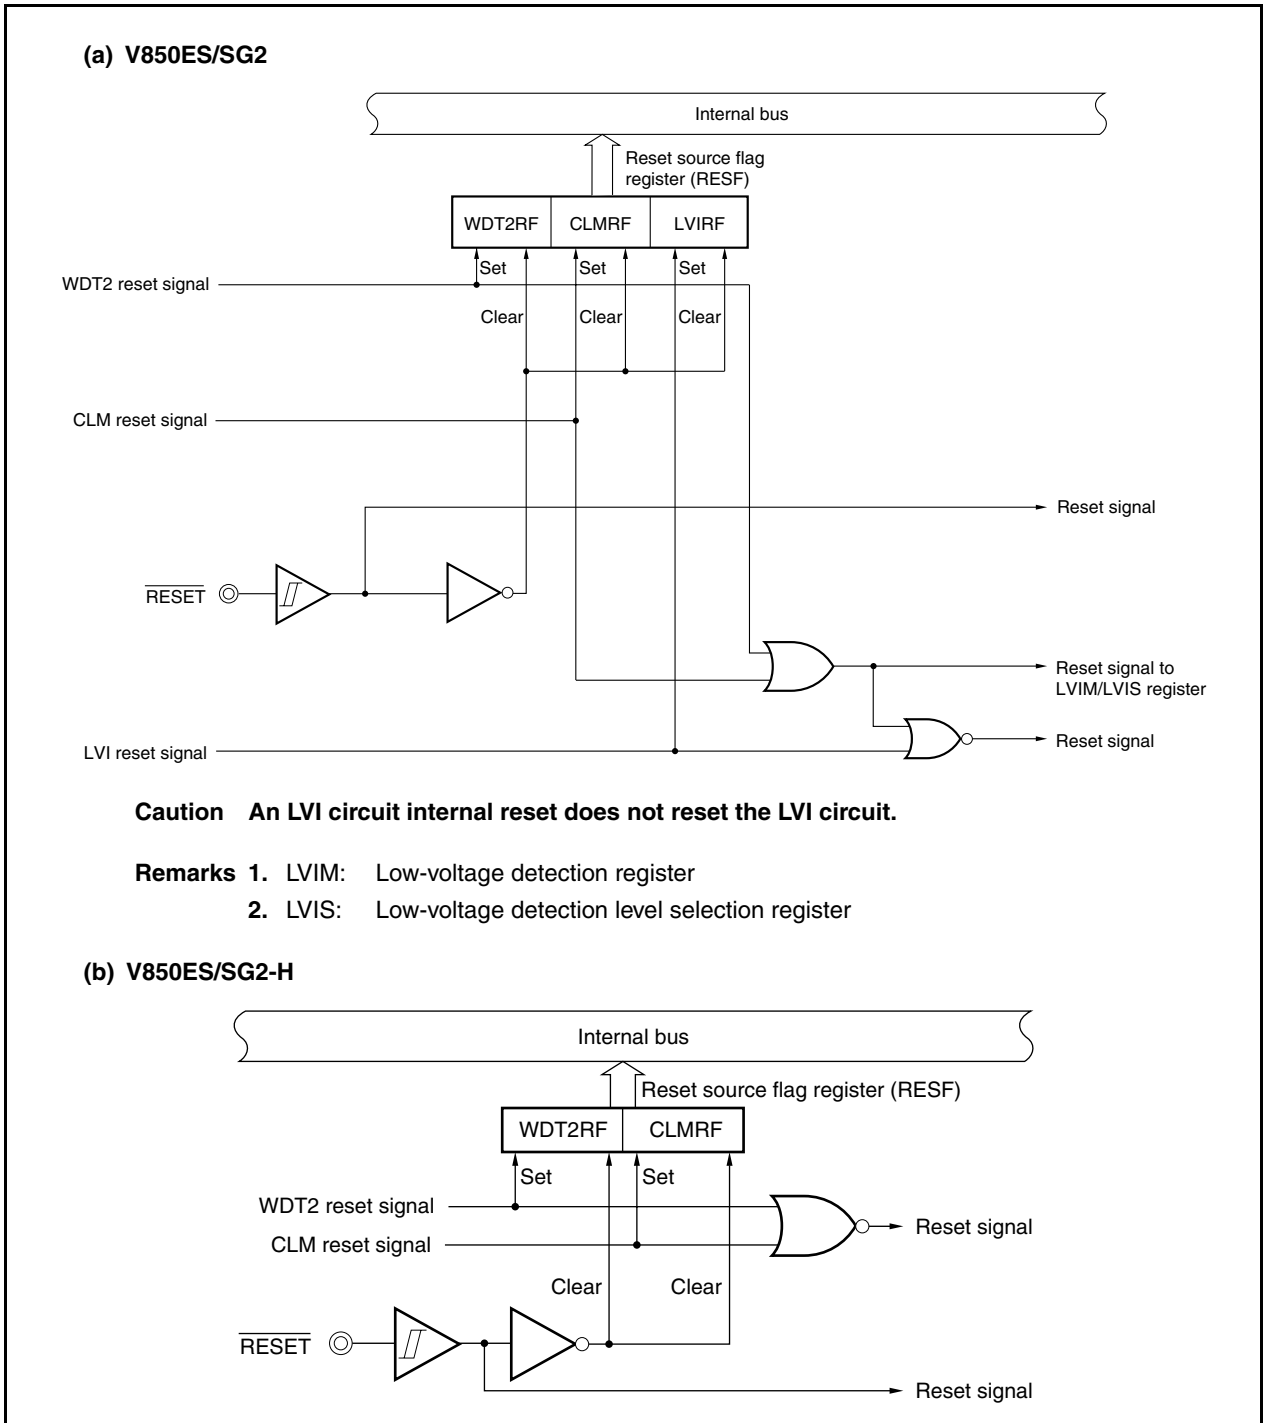 (a) V850ES/SG2
Internal bus
Reset source flag
register (RESF)
WDT2RF CLMRF LVIRF
Set Set Set
WDT2 reset signal
Clear Clear Clear
CLM reset signal
Reset signal
RESET
Reset signal to
LVIM/LVIS register
Reset signal
LVI reset signal
Caution An LVI circuit internal reset does not reset the LVI circuit.
Remarks 1. LVIM: Low-voltage detection register
2. LVIS: Low-voltage detection level selection register
(b) V850ES/SG2-H
Internal bus
Reset source flag register (RESF)
WDT2RF CLMRF
Set Set
WDT2 reset signal
Reset signal
CLM reset signal
Clear Clear
RESET
Reset signal